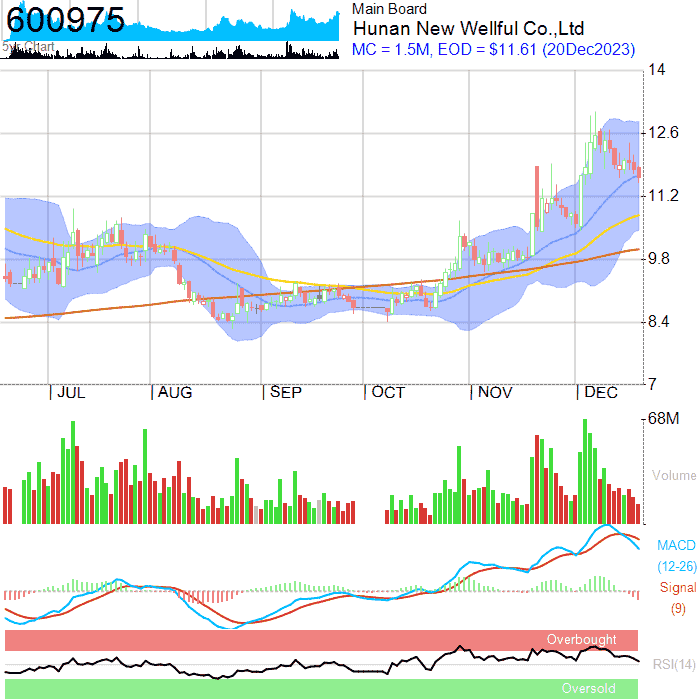 600975
5yr Chart
Main Board
Hunan New Wellful Co.,Ltd
MC = 1.5M, EOD = $11.61 (20Dec2023)
14
12.6
11.2
9.8
8.4
7
JUL AUG SEP OCT NOV DEC
68M
Volume
MACD
(12-26)
Signal
(9)
Overbought
RSI(14)
Oversold